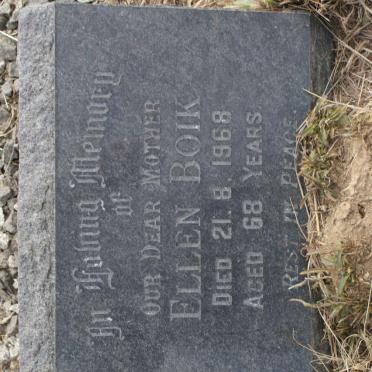 In Loving Memory
of
OUR DEAR MOTHER
ELLEN BOIK
DIED 21. 8. 1968
AGED 68 YEARS.
REST IN PEACE.